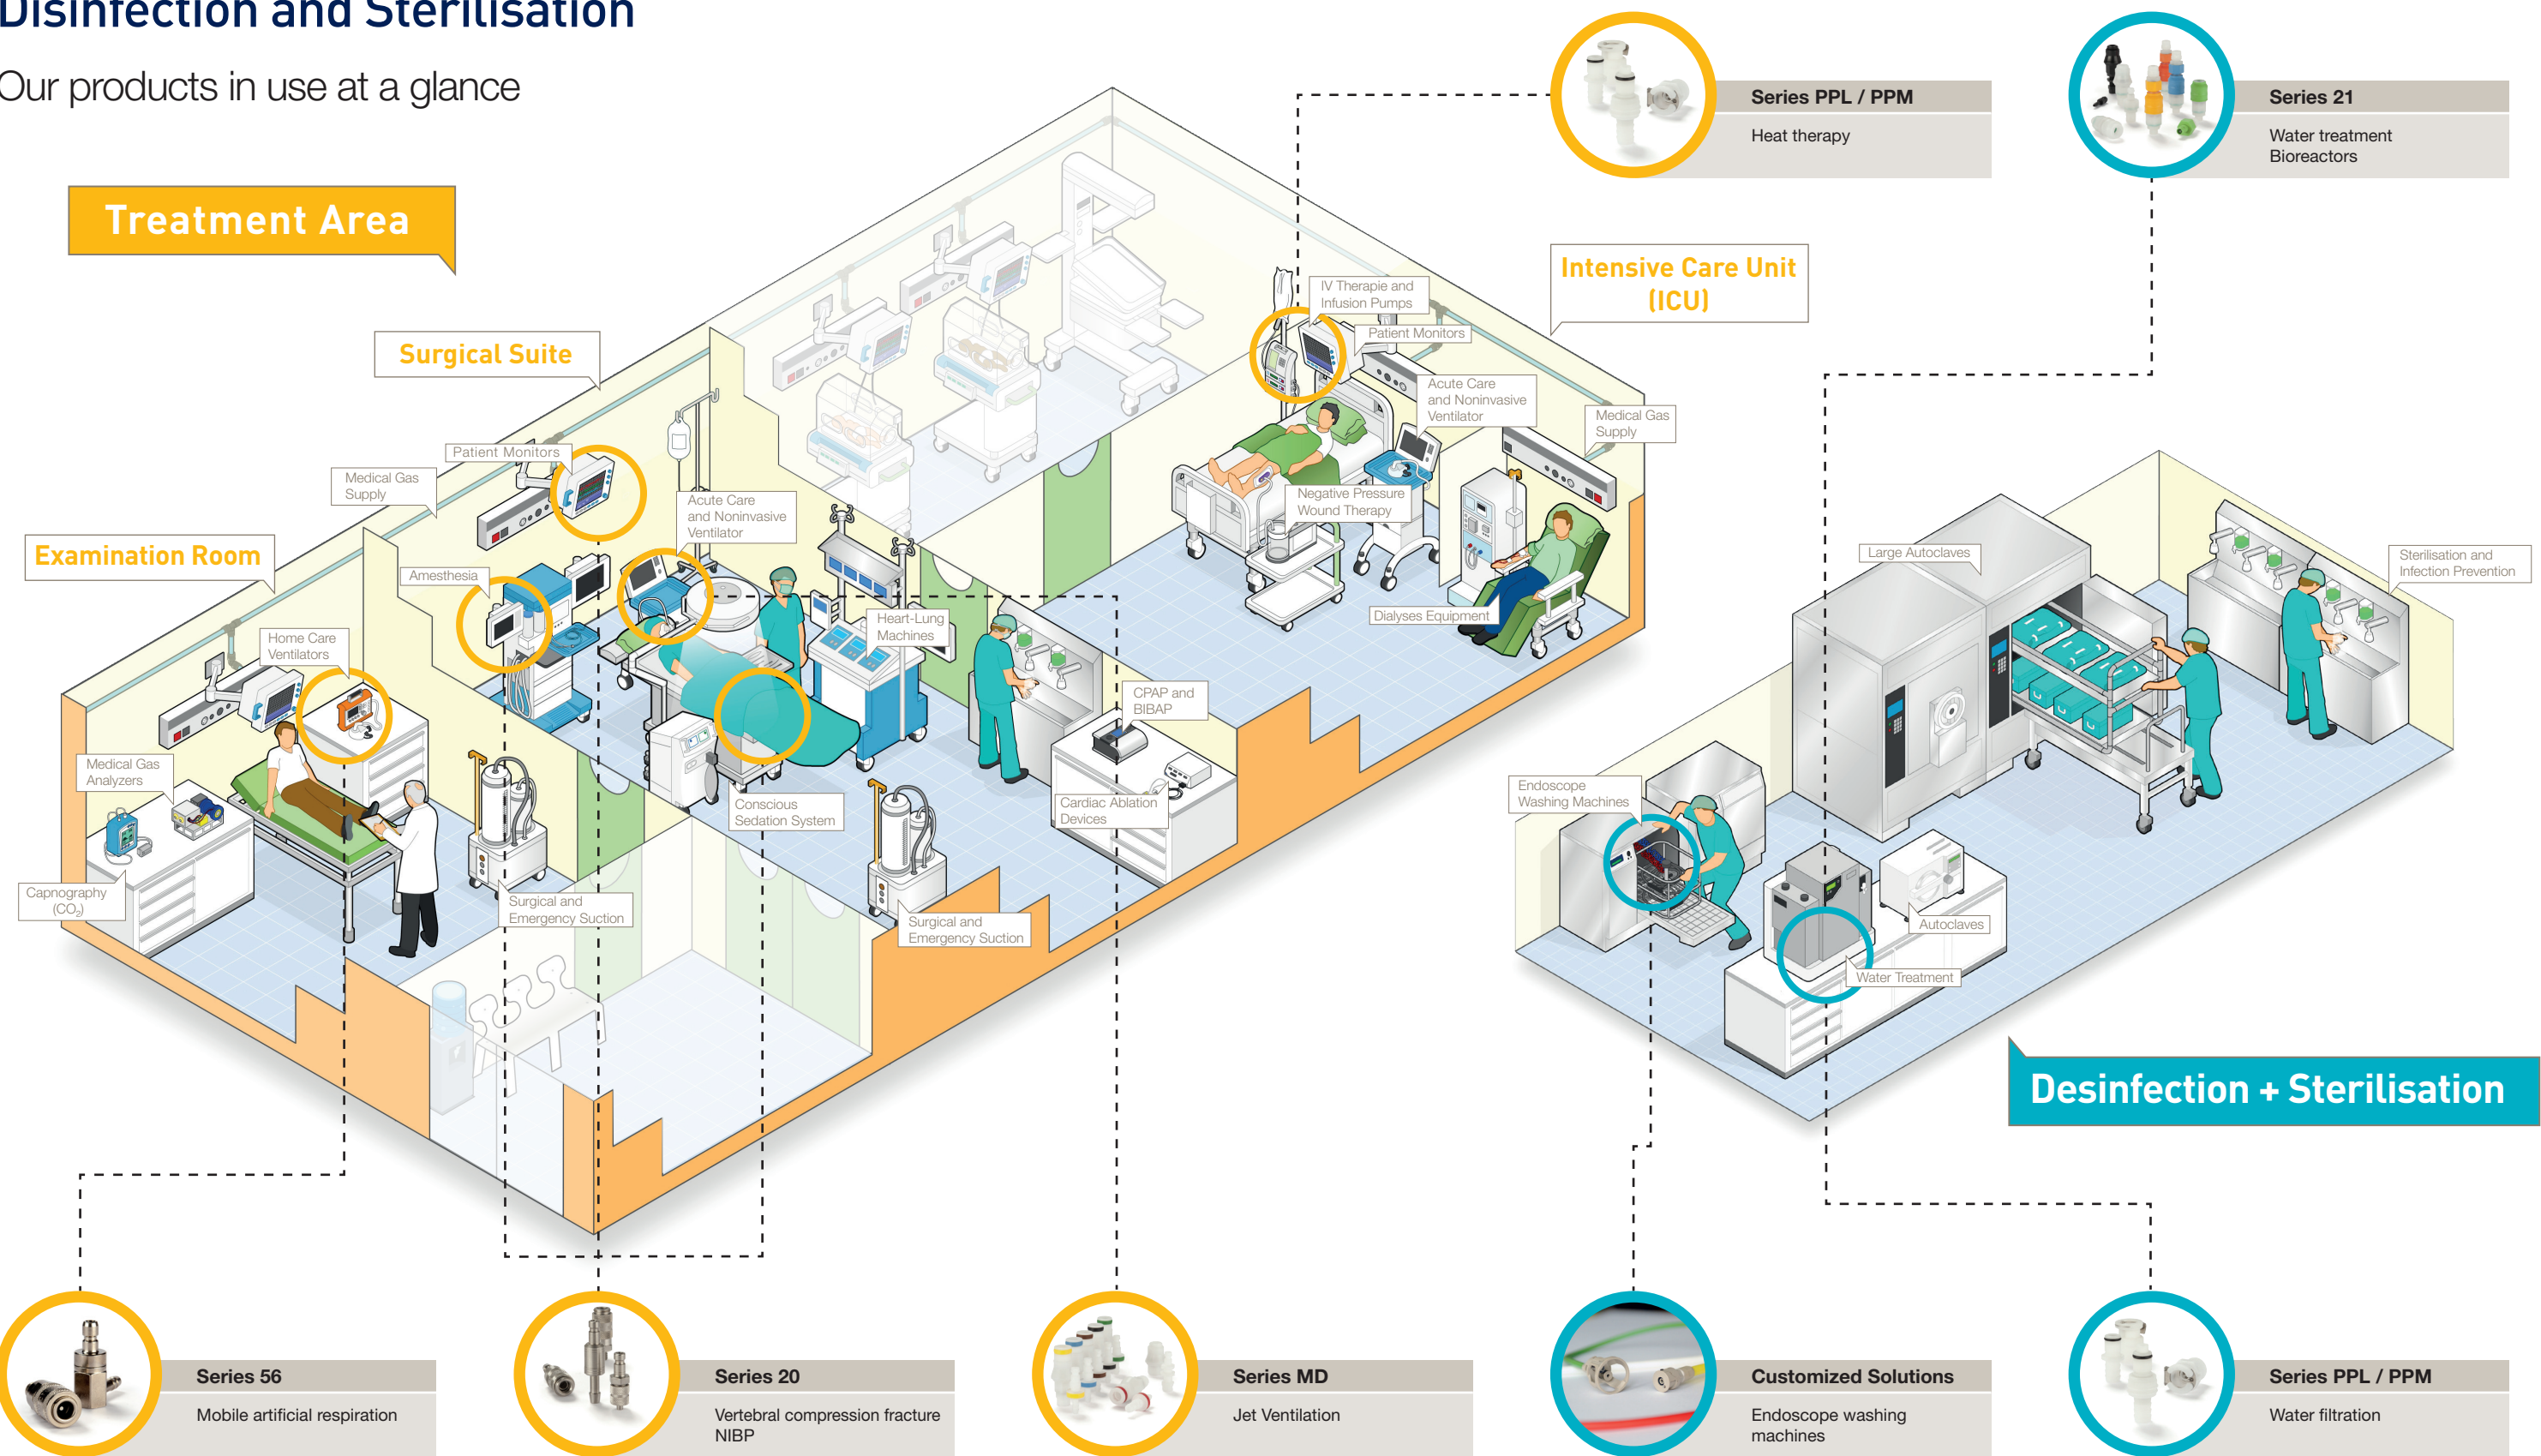 Disinfection and Sterilisation
Our products in use at a glance
Treatment Area
Series PPL / PPM
Heat therapy
Series 21
Water treatment
Bioreactors
Surgical Suite
Intensive Care Unit
(ICU)
IV Therapie and
Infusion Pumps
Patient Monitors
Acute Care
and Noninvasive
Ventilator
Medical Gas
Supply
Negative Pressure
Wound Therapy
Dialyses Equipment
Examination Room
Patient Monitors
Medical Gas
Supply
Acute Care
and Noninvasive
Ventilator
Amesthesia
Home Care
Ventilators
Heart-Lung
Machines
CPAP and
BIBAP
Medical Gas
Analyzers
Conscious
Sedation System
Cardiac Ablation
Devices
Capnography
(CO₂)
Surgical and
Emergency Suction
Surgical and
Emergency Suction
Large Autoclaves
Sterilisation and
Infection Prevention
Endoscope
Washing Machines
Autoclaves
Water Treatment
Desinfection + Sterilisation
Series 56
Mobile artificial respiration
Series 20
Vertebral compression fracture
NIBP
Series MD
Jet Ventilation
Customized Solutions
Endoscope washing
machines
Series PPL / PPM
Water filtration